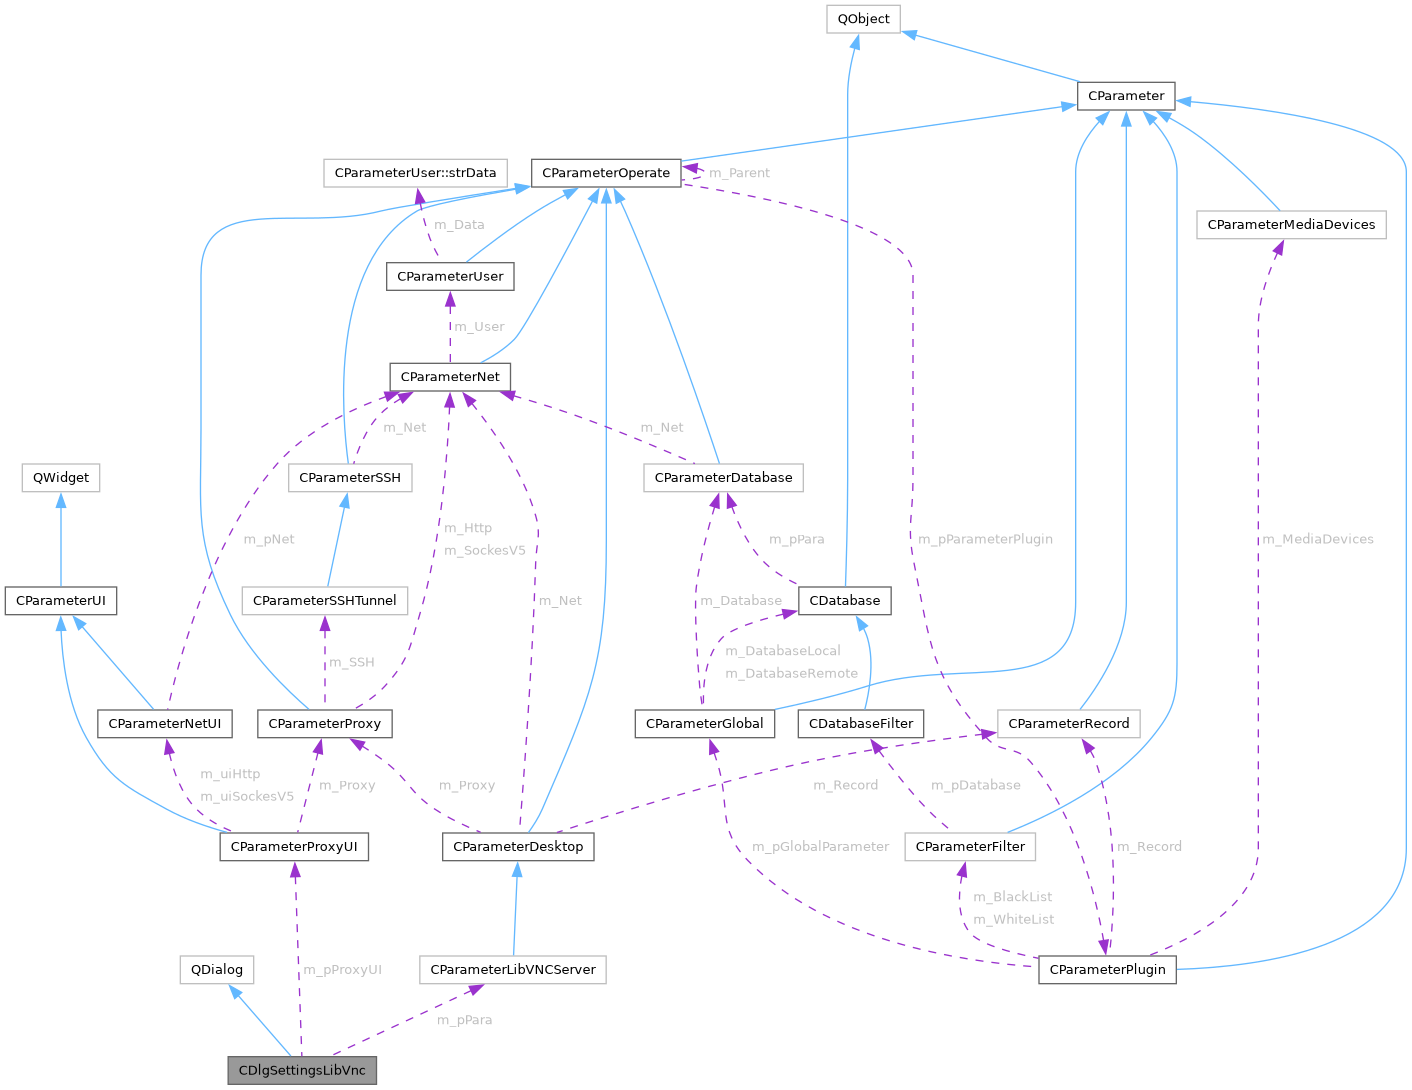 QObject
CParameter
CParameterUser::strData
CParameterOperate
m_Parent
m_Data
CParameterMediaDevices
CParameterUser
m_User
CParameterNet
m_Net
m_Net
QWidget
CParameterSSH
CParameterDatabase
m_Http
m_SockesV5
m_pNet
m_pPara
m_pParameterPlugin
m_MediaDevices
CParameterUI
CParameterSSHTunnel
m_Net
m_Database
CDatabase
m_SSH
m_DatabaseLocal
m_DatabaseRemote
CParameterNetUI
CParameterProxy
CParameterGlobal
CDatabaseFilter
CParameterRecord
m_uiHttp
m_uiSockesV5
m_Proxy
m_Proxy
m_Record
m_pDatabase
CParameterProxyUI
CParameterDesktop
m_pGlobalParameter
CParameterFilter
m_Record
m_BlackList
m_WhiteList
QDialog
m_pProxyUI
CParameterLibVNCServer
CParameterPlugin
m_pPara
CDlgSettingsLibVnc